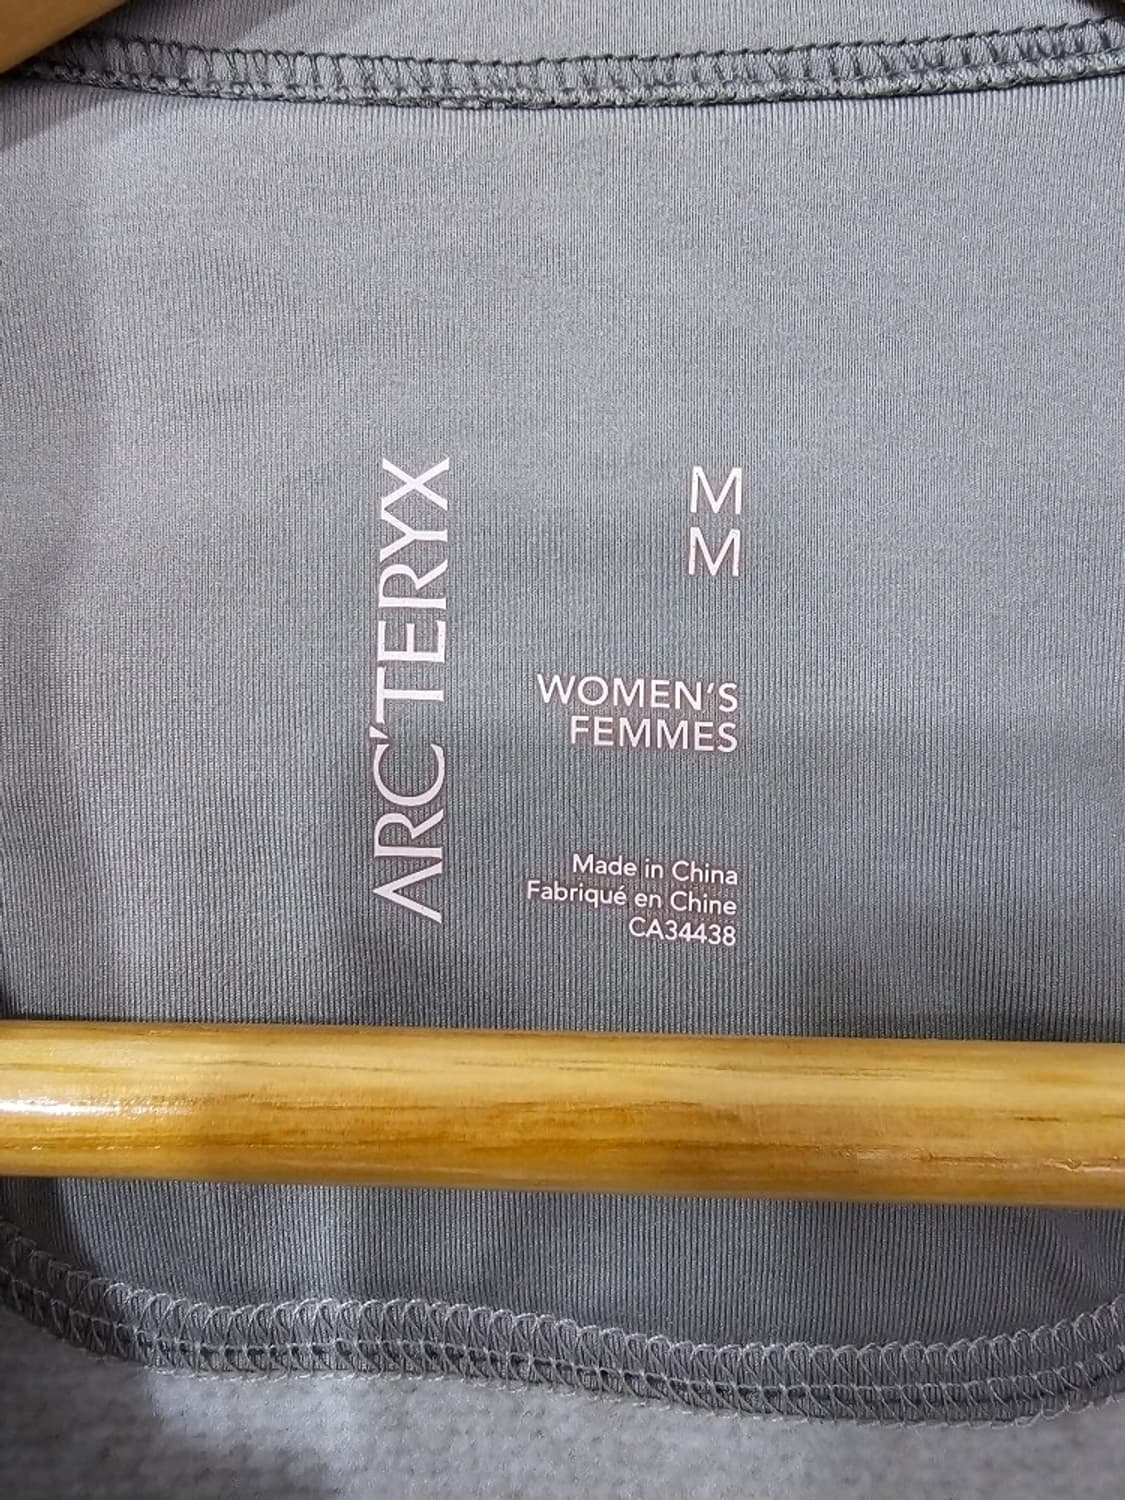 ARC'TERYX
M
M
WOMEN'S
FEMMES
Made in China
Fabriqué en Chine
CA34438